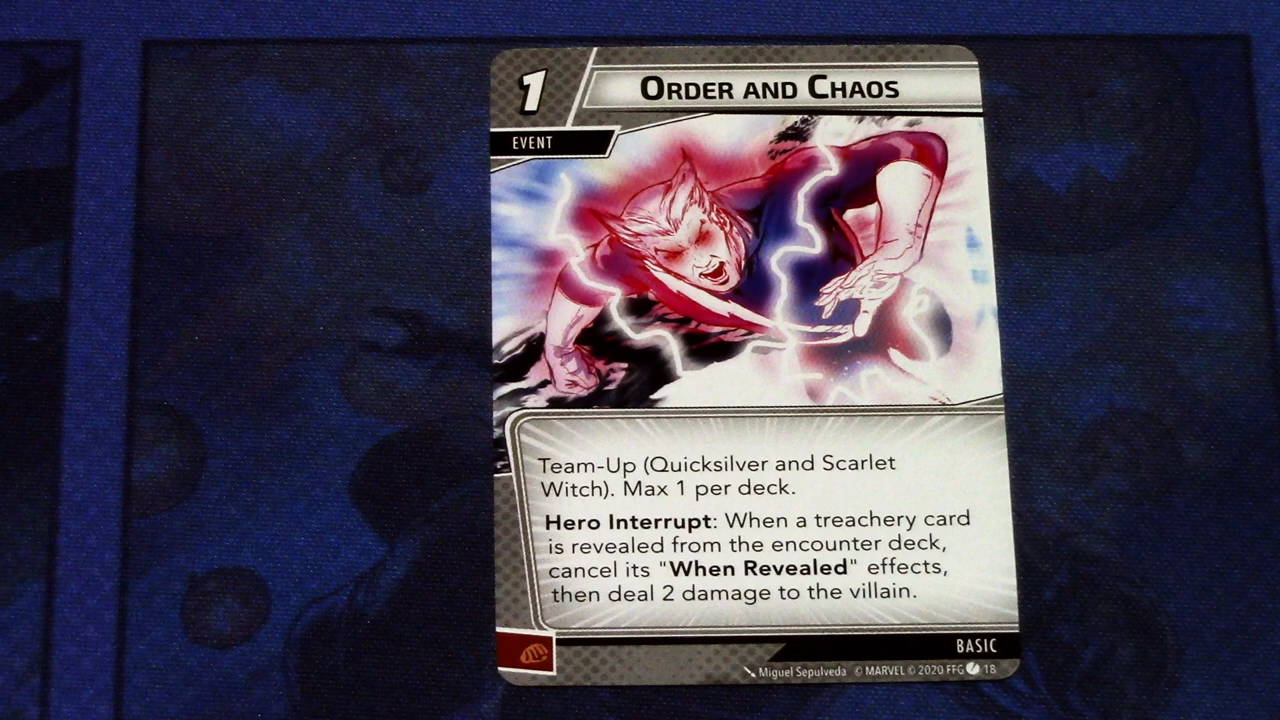 1
ORDER AND CHAOS
EVENT
Team-Up (Quicksilver and Scarlet
Witch). Max 1 per deck.
Hero Interrupt: When a treachery card
is revealed from the encounter deck,
cancel its "When Revealed" effects,
then deal 2 damage to the villain.
BASIC
Miguel Sepulveda © MARVEL © 2020 FFG 18